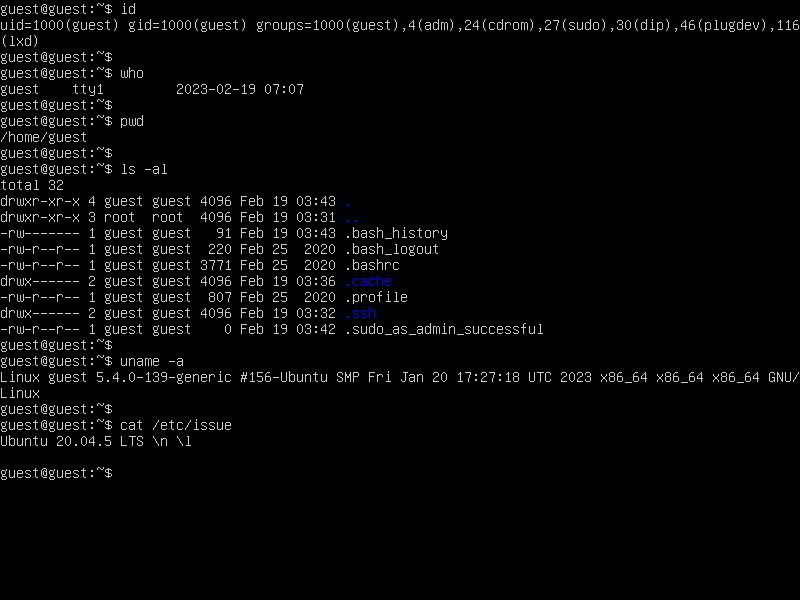 guest@guest:~$ id
uid=1000(guest) gid=1000(guest) groups=1000(guest),4(adm),24(cdrom),27(sudo),30(dip),46(plugdev),116
(lxd)
guest@guest:~$
guest@guest:~$ who
guest    tty1         2023-02-19 07:07
guest@guest:~$
guest@guest:~$ pwd
/home/guest
guest@guest:~$
guest@guest:~$ ls -al
total 32
drwxr-xr-x 4 guest guest 4096 Feb 19 03:43 .
drwxr-xr-x 3 root  root  4096 Feb 19 03:31 ..
-rw------- 1 guest guest   91 Feb 19 03:43 .bash_history
-rw-r--r-- 1 guest guest  220 Feb 25  2020 .bash_logout
-rw-r--r-- 1 guest guest 3771 Feb 25  2020 .bashrc
drwx------ 2 guest guest 4096 Feb 19 03:36 .cache
-rw-r--r-- 1 guest guest  807 Feb 25  2020 .profile
drwx------ 2 guest guest 4096 Feb 19 03:32 .ssh
-rw-r--r-- 1 guest guest    0 Feb 19 03:42 .sudo_as_admin_successful
guest@guest:~$
guest@guest:~$ uname -a
Linux guest 5.4.0-139-generic #156-Ubuntu SMP Fri Jan 20 17:27:18 UTC 2023 x86_64 x86_64 x86_64 GNU/
Linux
guest@guest:~$
guest@guest:~$ cat /etc/issue
Ubuntu 20.04.5 LTS \n \l

guest@guest:~$